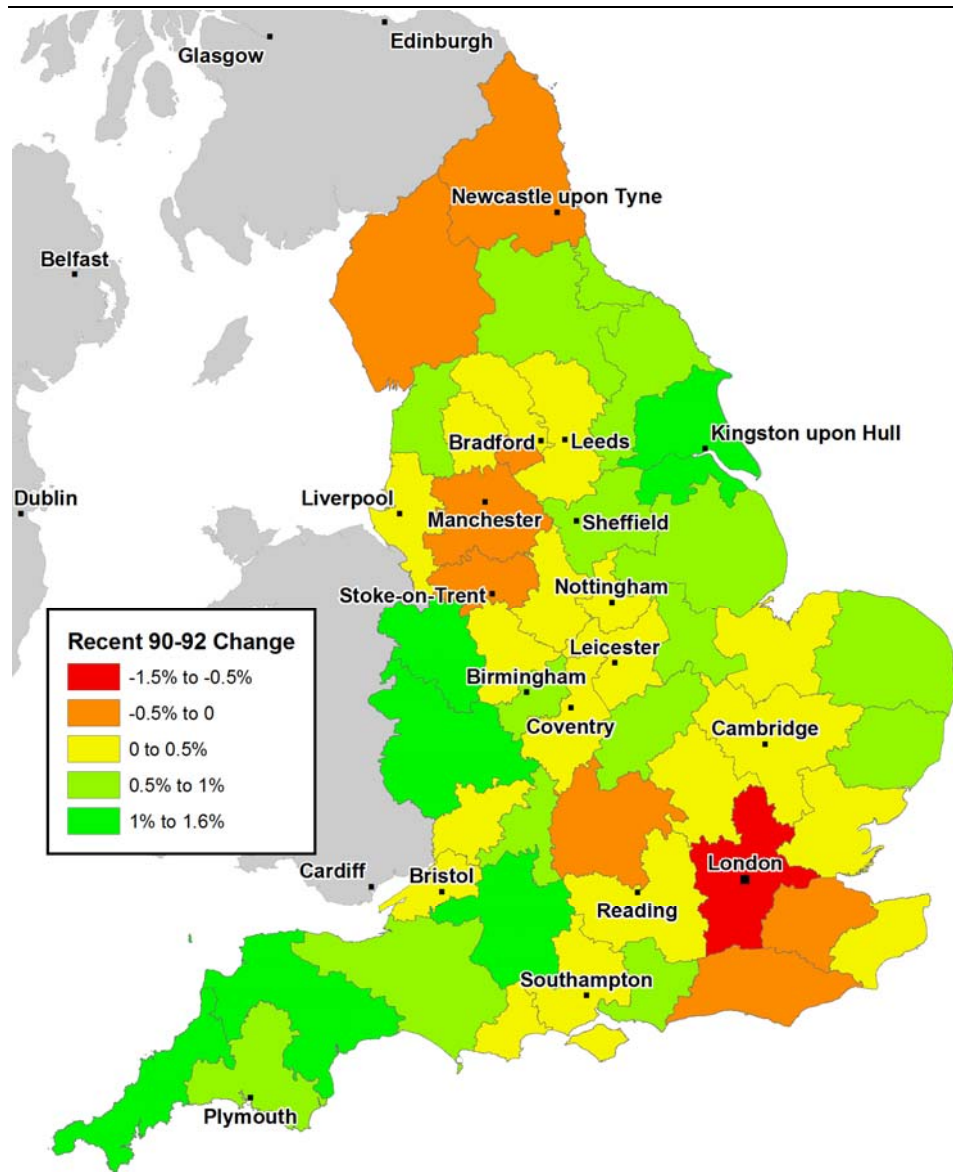 Glasgow
Edinburgh
Newcastle upon Tyne
Belfast
Bradford
Leeds
Kingston upon Hull
Dublin
Liverpool
Manchester
Sheffield
Stoke-on-Trent
Nottingham
Recent 90-92 Change
-1.5% to -0.5%
-0.5% to 0
0 to 0.5%
0.5% to 1%
1% to 1.6%
Leicester
Birmingham
Coventry
Cambridge
Cardiff
Bristol
London
Reading
Southampton
Plymouth